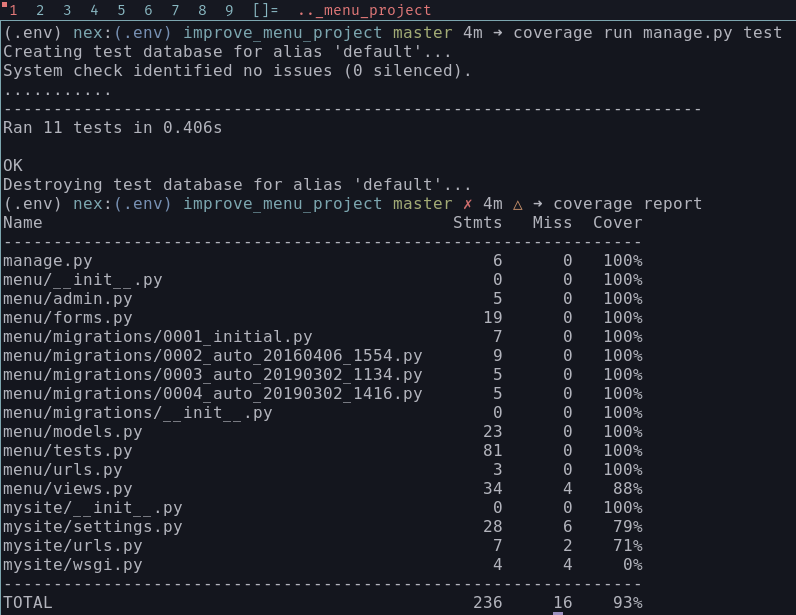 1 2 3 4 5 6 7 8 9 []= .._menu_project
(.env) nex:(.env) improve_menu_project master 4m ➜ coverage run manage.py test
Creating test database for alias 'default'...
System check identified no issues (0 silenced).
...........
----------------------------------------------------------------------
Ran 11 tests in 0.406s
OK
Destroying test database for alias 'default'...
(.env) nex:(.env) improve_menu_project master ✗ 4m △ ➜ coverage report
Name Stmts Miss Cover
----------------------------------------------------------------
manage.py 6 0 100%
menu/__init__.py 0 0 100%
menu/admin.py 5 0 100%
menu/forms.py 19 0 100%
menu/migrations/0001_initial.py 7 0 100%
menu/migrations/0002_auto_20160406_1554.py 9 0 100%
menu/migrations/0003_auto_20190302_1134.py 5 0 100%
menu/migrations/0004_auto_20190302_1416.py 5 0 100%
menu/migrations/__init__.py 0 0 100%
menu/models.py 23 0 100%
menu/tests.py 81 0 100%
menu/urls.py 3 0 100%
menu/views.py 34 4 88%
mysite/__init__.py 0 0 100%
mysite/settings.py 28 6 79%
mysite/urls.py 7 2 71%
mysite/wsgi.py 4 4 0%
----------------------------------------------------------------
TOTAL 236 16 93%